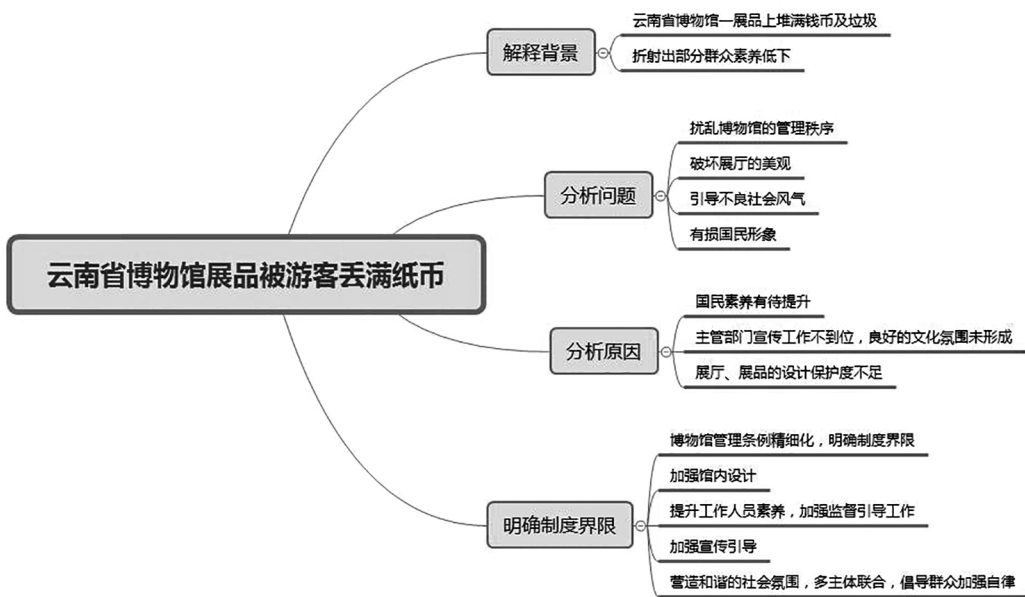 云南省博物馆展品被游客丢满纸币
解释背景
云南省博物馆一展品上堆满钱币及垃圾
折射出部分群众素养低下
分析问题
扰乱博物馆的管理秩序
破坏展厅的美观
引导不良社会风气
有损国民形象
分析原因
国民素养有待提升
主管部门宣传工作不到位，良好的文化氛围未形成
展厅、展品的设计保护度不足
明确制度界限
博物馆管理条例精细化，明确制度界限
加强馆内设计
提升工作人员素养，加强监督引导工作
加强宣传引导
营造和谐的社会氛围，多主体联合，倡导群众加强自律